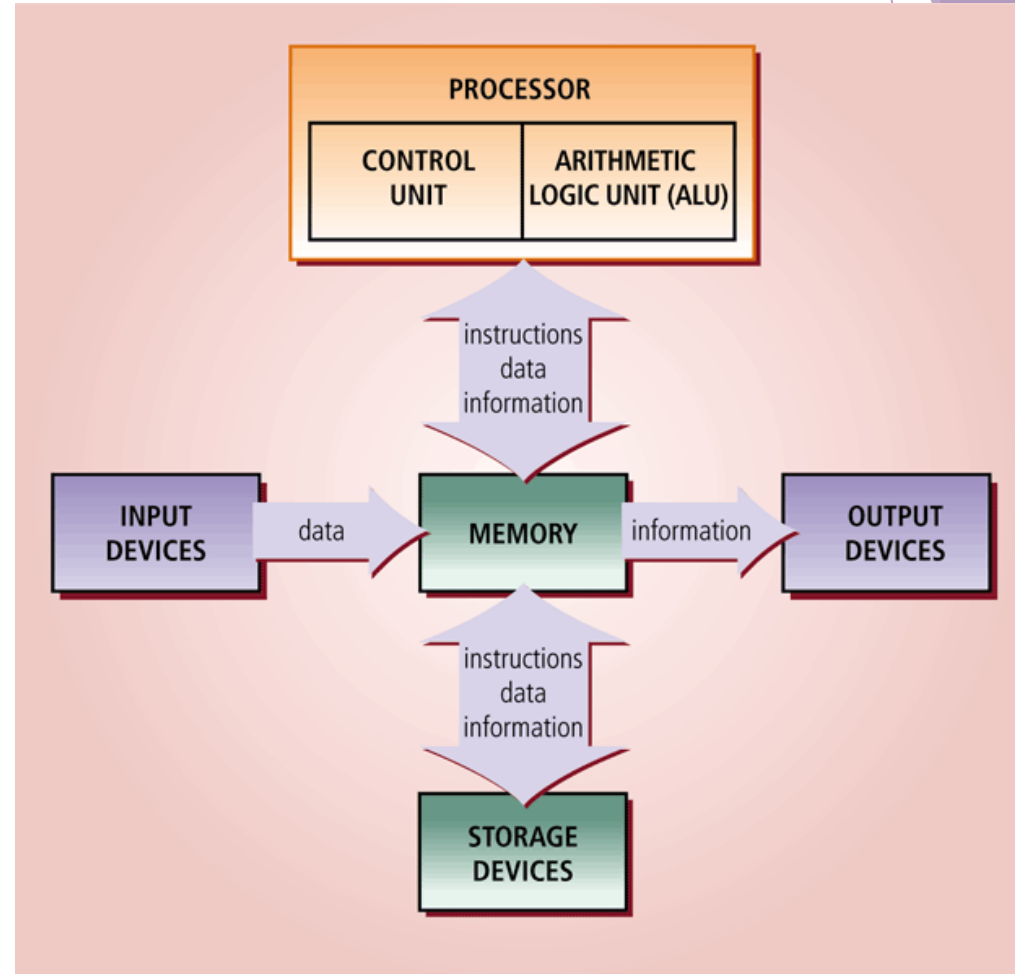 PROCESSOR
CONTROL
UNIT
ARITHMETIC
LOGIC UNIT (ALU)
instructions
data
information
INPUT
DEVICES
data
MEMORY
information
OUTPUT
DEVICES
instructions
data
information
STORAGE
DEVICES